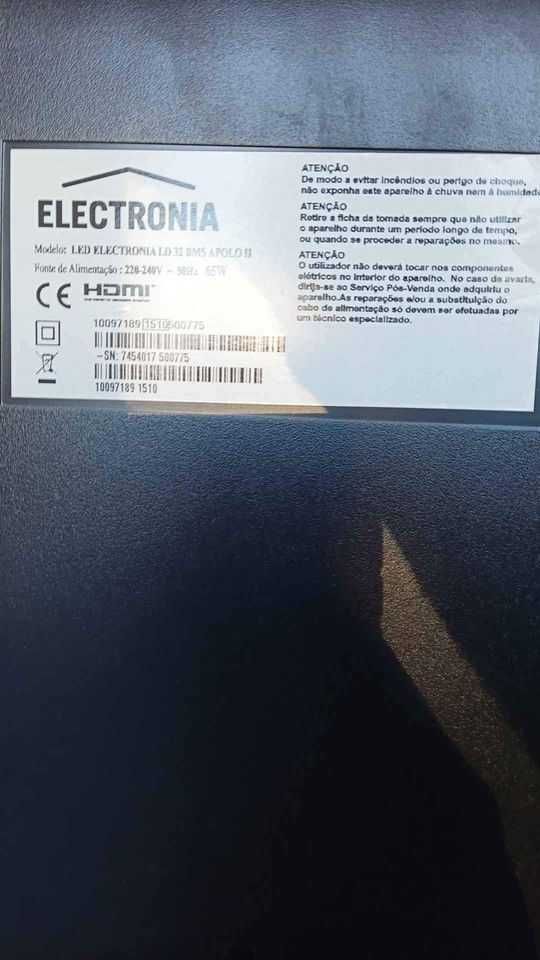 ELECTRONIA
Modelo: LED ELECTRONIA LD 32 BMS APOLO II
Fonte de Alimentação : 220-240V ~ 50Hz 65W
CE HDMI
100971891510500775
-SN: 7454017 500775
10097189 1510
ATENÇÃO
De modo a evitar incêndios ou perigo de choque,
não exponha este aparelho à chuva nem à humidade
ATENÇÃO
Retire a ficha da tomada sempre que não utilizar
o aparelho durante um período longo de tempo,
ou quando se proceder a reparações no mesmo.
ATENÇÃO
O utilizador não deverá tocar nos componentes
elétricos no interior do aparelho. No caso de avaria,
dirija-se ao Serviço Pós-Venda onde adquiriu o
aparelho.As reparações e/ou a substituição do
cabo de alimentação só devem ser efetuadas por
um técnico especializado.